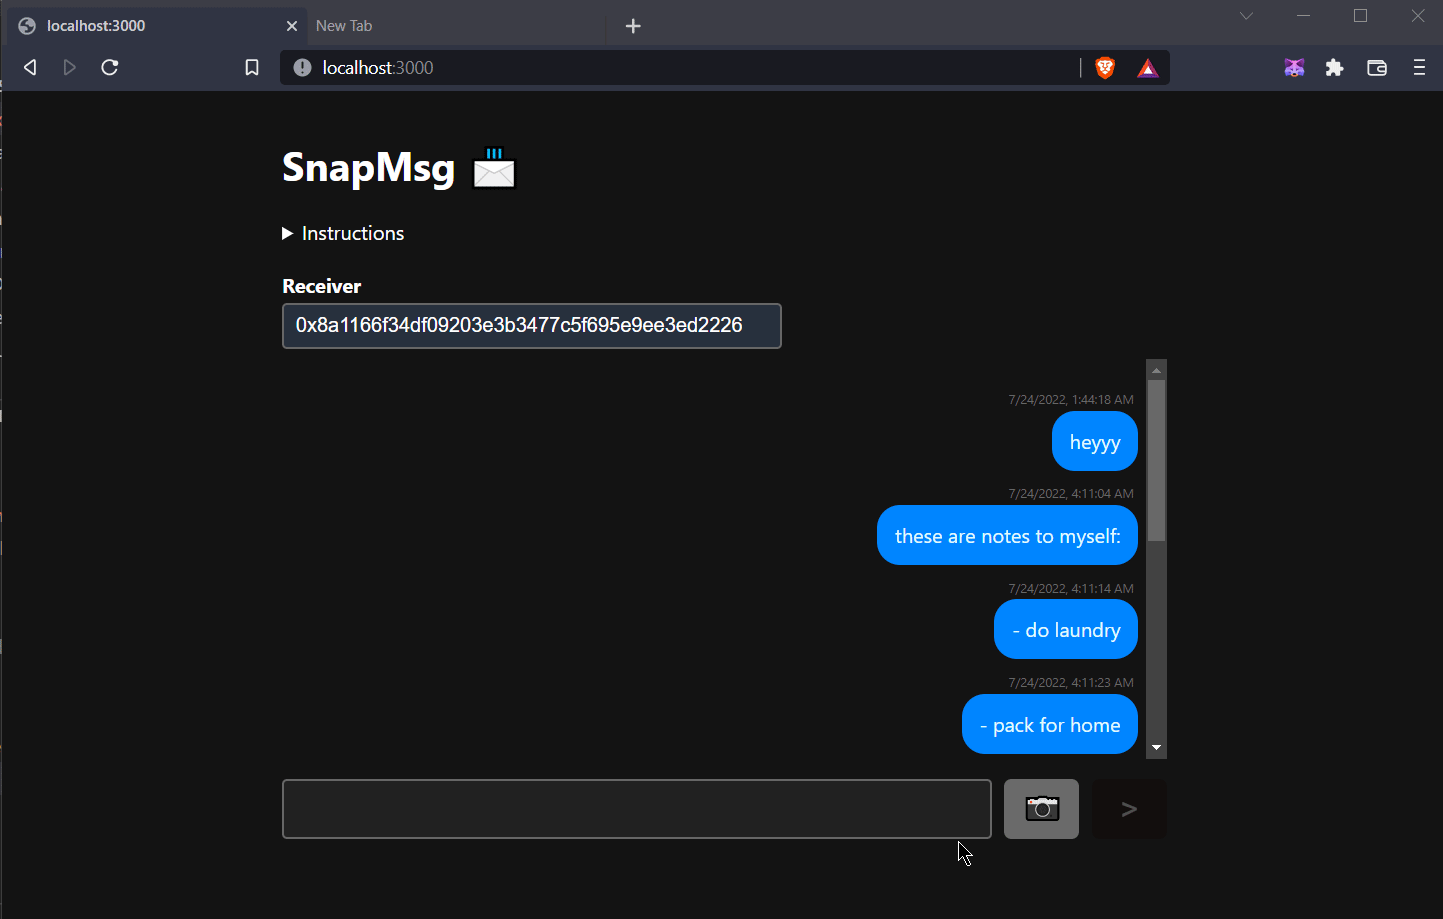 localhost:3000
New Tab
localhost:3000
SnapMsg
Instructions
Receiver
0x8a1166f34df09203e3b3477c5f695e9ee3ed2226
7/24/2022, 1:44:18 AM
heyyy
7/24/2022, 4:11:04 AM
these are notes to myself:
7/24/2022, 4:11:14 AM
- do laundry
7/24/2022, 4:11:23 AM
- pack for home
>